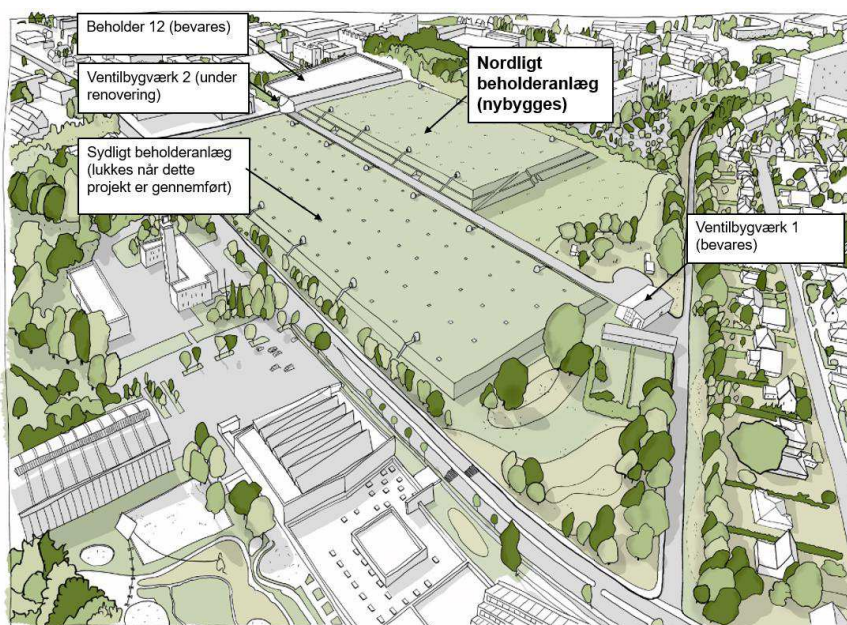 Beholder 12 (bevares)
Ventilbygværk 2 (under
renovering)
Sydligt beholderanlæg
(lukkes når dette
projekt er gennemført)
Nordligt
beholderanlæg
(nybygges)
Ventilbygværk 1
(bevares)